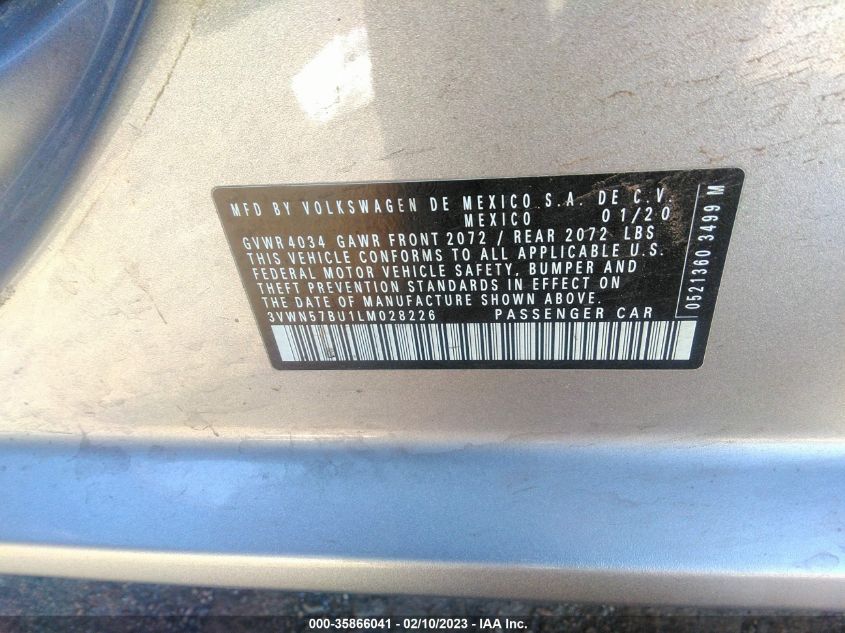 MFD BY VOLKSWAGEN DE MEXICO S.A. DE C.V.
MEXICO 01/20
GVWR 4034 GAWR FRONT 2072 / REAR 2072 LBS
THIS VEHICLE CONFORMS TO ALL APPLICABLE U.S.
FEDERAL MOTOR VEHICLE SAFETY, BUMPER AND
THEFT PREVENTION STANDARDS IN EFFECT ON
THE DATE OF MANUFACTURE SHOWN ABOVE.
3VWN57BU1LM028226 PASSENGER CAR
0521360 3499 M
000-35866041 - 02/10/2023 - IAA Inc.